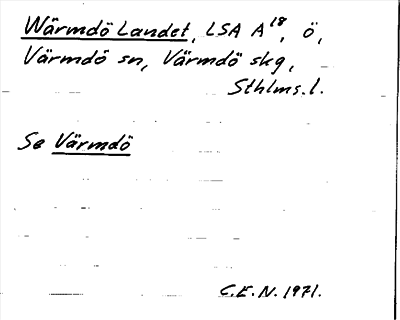 Wärmdö Landet, LSA A18, ö,
Värmdö sn, Värmdö skg,
Sthlms. l.
Se Värmdö
C.E.N. 1971.